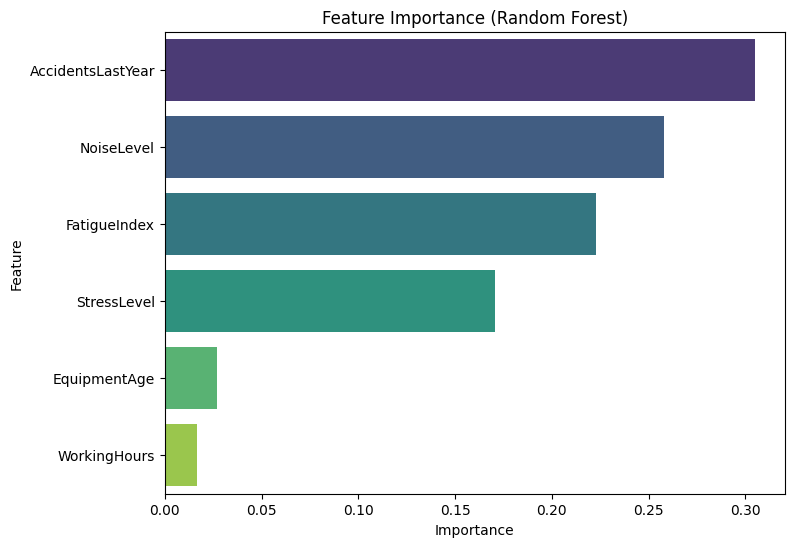 Feature Importance (Random Forest)
AccidentsLastYear
NoiseLevel
FatigueIndex
StressLevel
EquipmentAge
WorkingHours
Feature
0.00 0.05 0.10 0.15 0.20 0.25 0.30
Importance